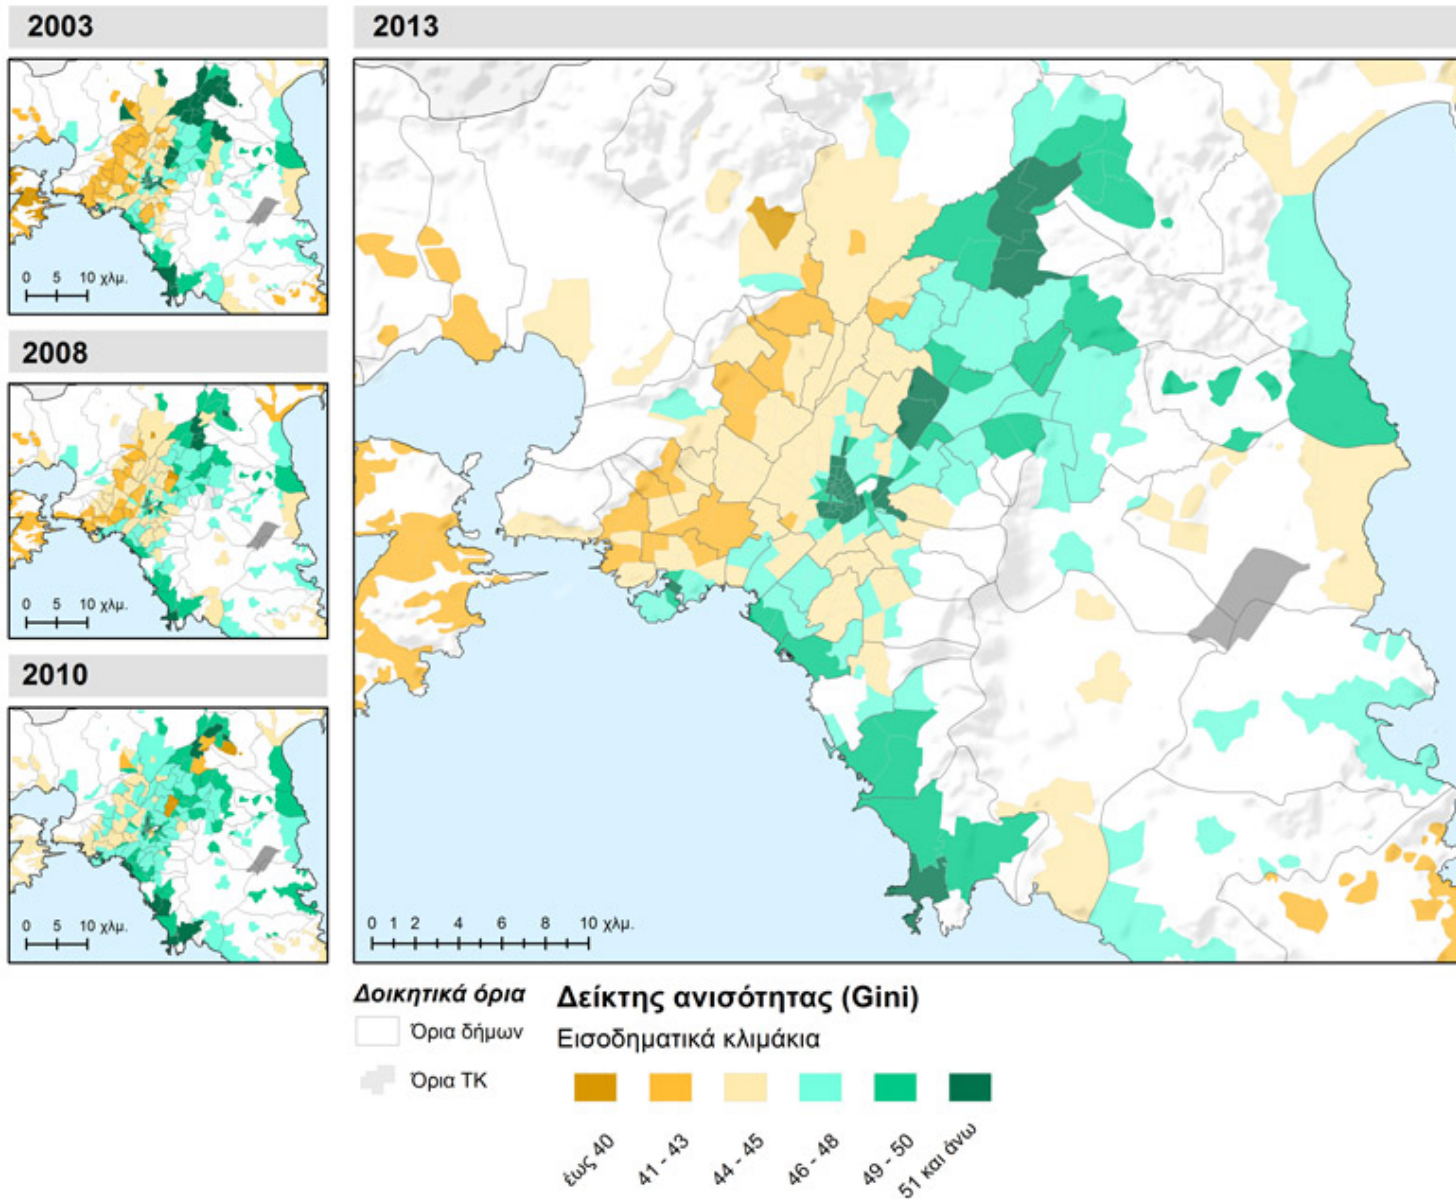 2003
2013
0 5 10 χλμ.
2008
0 5 10 χλμ.
2010
0 5 10 χλμ.
0 1 2 4 6 8 10 χλμ.
Δοικητικά όρια
Όρια δήμων
Όρια ΤΚ
Δείκτης ανισότητας (Gini)
Εισοδηματικά κλιμάκια
έως 40
41 - 43
44 - 45
46 - 48
49 - 50
51 και άνω